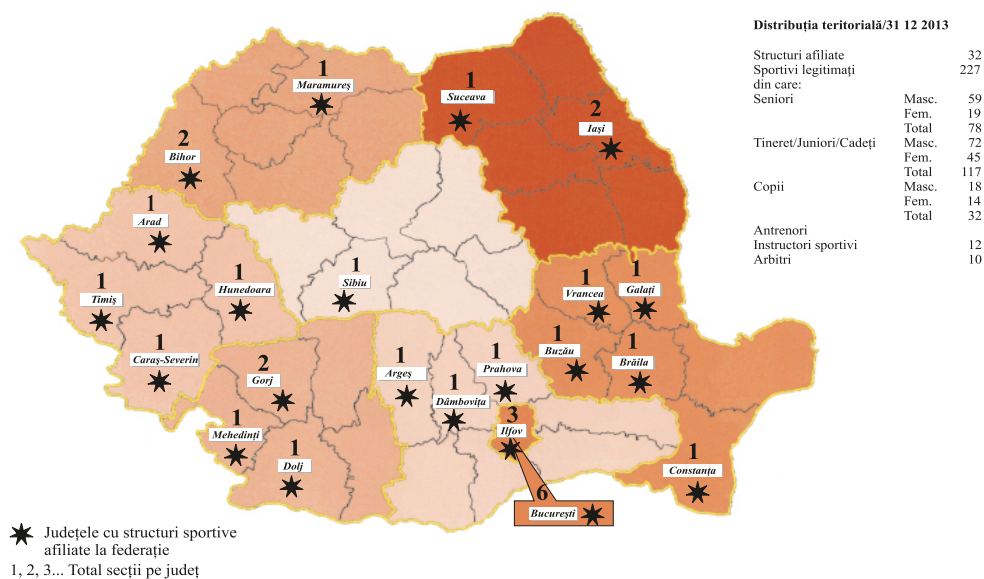 Distribuția teritorială/31 12 2013
Structuri afiliate 32
Sportivi legitimați 227
din care:
Seniori Masc. 59
Fem. 19
Total 78
Tineret/Juniori/Cadeți Masc. 72
Fem. 45
Total 117
Copii Masc. 18
Fem. 14
Total 32
Antrenori
Instructori sportivi 12
Arbitri 10
1
Maramureș
1
Suceava
2
Iași
2
Bihor
1
Arad
1
Timiș
1
Hunedoara
1
Sibiu
1
Vrancea
1
Galați
1
Caraș-Severin
2
Gorj
1
Argeș
1
Dâmbovița
1
Prahova
1
Buzău
1
Brăila
1
Mehedinți
1
Dolj
3
Ilfov
1
Constanța
6
București
Județele cu structuri sportive
afiliate la federație
1, 2, 3... Total secții pe județ